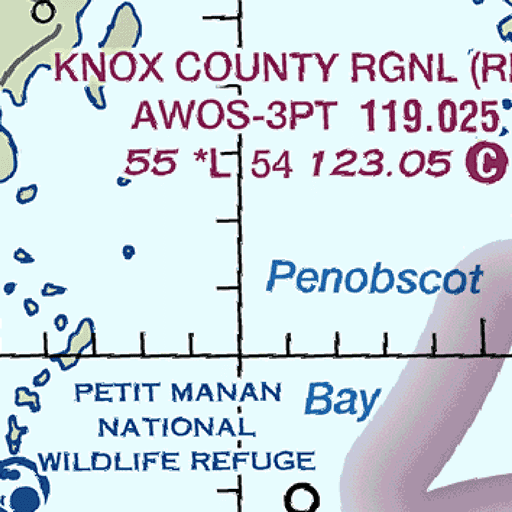 KNOX COUNTY RGNL (R
AWOS-3PT 119.025
55 *L 54 123.05 C
Penobscot
Bay
PETIT MANAN
NATIONAL
WILDLIFE REFUGE